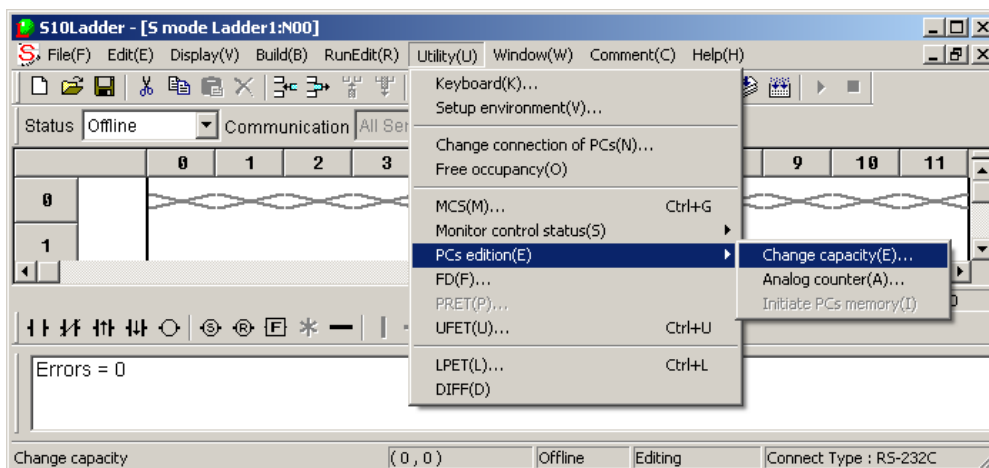 S10Ladder - [S mode Ladder1:N00]
File(F) Edit(E) Display(V) Build(B) RunEdit(R) Utility(U) Window(W) Comment(C) Help(H)
Keyboard(K)...
Setup environment(V)...
Status Offline Communication All Ser
Change connection of PCs(N)...
0 1 2 3 9 10 11
Free occupancy(O)
0
MCS(M)... Ctrl+G
Monitor control status(S)
1
PCs edition(E) Change capacity(E)...
FD(F)... Analog counter(A)...
PRET(P)... Initiate PCs memory(I)
UFET(U)... Ctrl+U
S R F
LPET(L)... Ctrl+L
Errors = 0
DIFF(D)
Change capacity (0,0) Offline Editing Connect Type : RS-232C